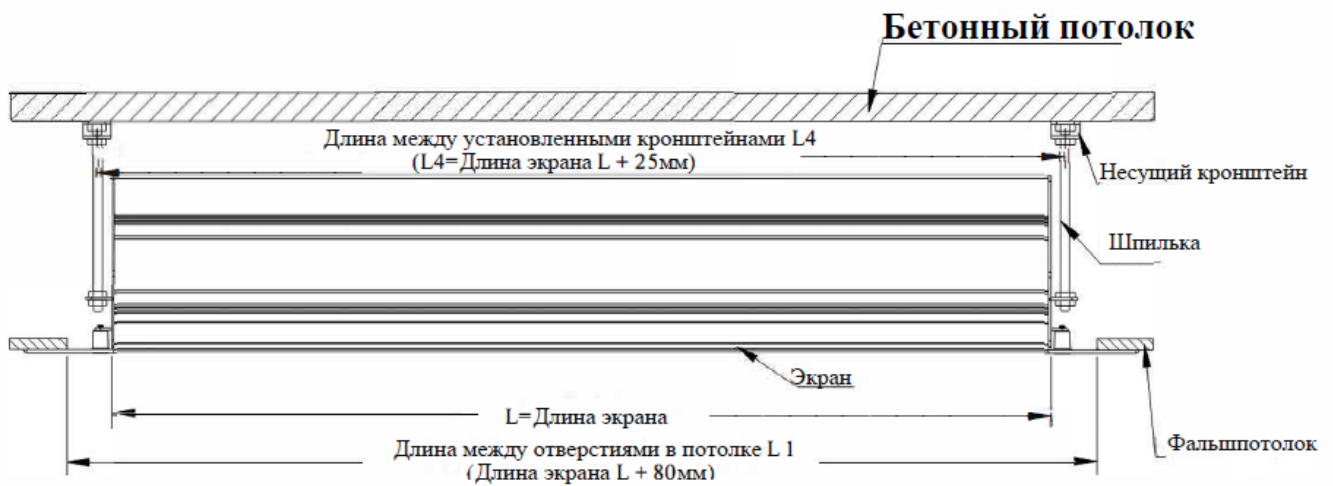 Бетонный потолок
Длина между установленными кронштейнами L4
(L4=Длина экрана L + 25мм)
Несущий кронштейн
Шпилька
Экран
L=Длина экрана
Фальшпотолок
Длина между отверстиями в потолке L 1
(Длина экрана L + 80мм)